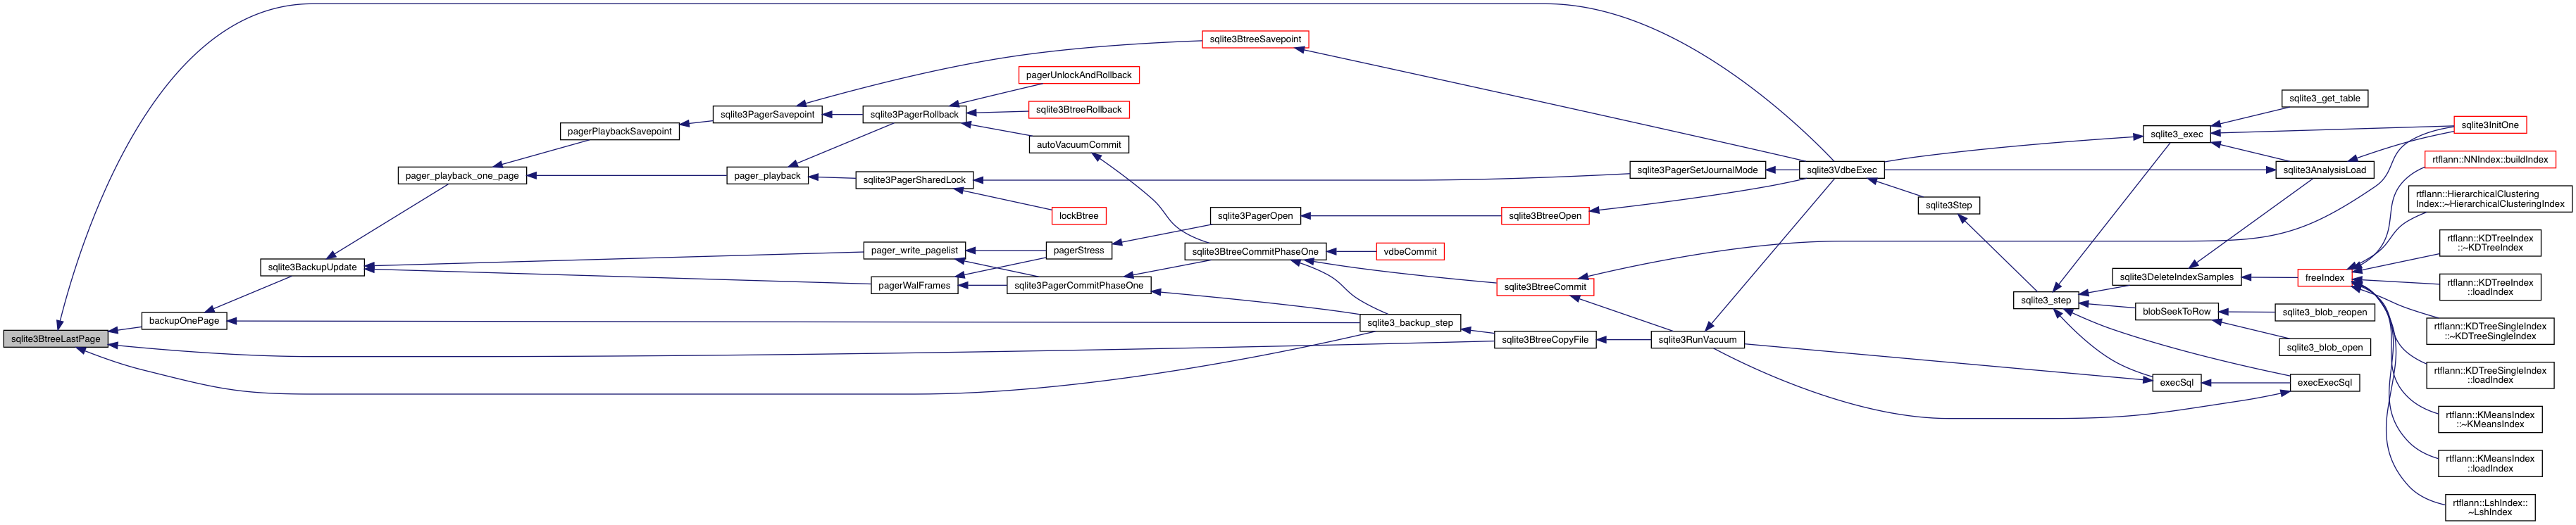 sqlite3BtreeLastPage
backupOnePage
sqlite3BackupUpdate
pager_playback_one_page
pagerPlaybackSavepoint
sqlite3PagerSavepoint
pager_playback
sqlite3BtreeSavepoint
sqlite3PagerRollback
pagerUnlockAndRollback
sqlite3BtreeRollback
autoVacuumCommit
sqlite3PagerSharedLock
lockBtree
pager_write_pagelist
pagerWalFrames
pagerStress
sqlite3PagerCommitPhaseOne
sqlite3PagerOpen
sqlite3BtreeCommitPhaseOne
vdbeCommit
sqlite3_backup_step
sqlite3BtreeOpen
sqlite3BtreeCommit
sqlite3BtreeCopyFile
sqlite3PagerSetJournalMode
sqlite3RunVacuum
sqlite3VdbeExec
sqlite3Step
sqlite3_step
sqlite3_exec
sqlite3DeleteIndexSamples
blobSeekToRow
execSql
sqlite3_get_table
sqlite3InitOne
sqlite3AnalysisLoad
freeIndex
sqlite3_blob_reopen
sqlite3_blob_open
execExecSql
rtflann::NNIndex::buildIndex
rtflann::HierarchicalClustering
Index::~HierarchicalClusteringIndex
rtflann::KDTreeIndex
::~KDTreeIndex
rtflann::KDTreeIndex
::loadIndex
rtflann::KDTreeSingleIndex
::~KDTreeSingleIndex
rtflann::KDTreeSingleIndex
::loadIndex
rtflann::KMeansIndex
::~KMeansIndex
rtflann::KMeansIndex
::loadIndex
rtflann::LshIndex::
~LshIndex